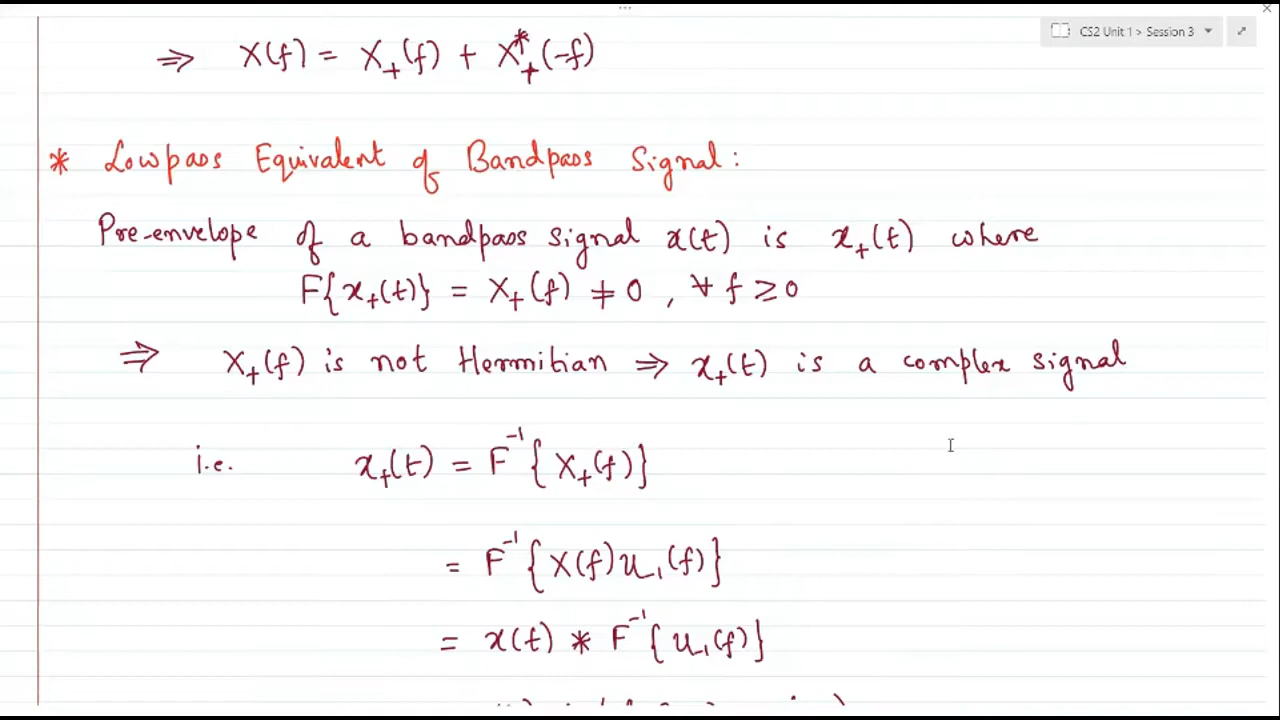 CS2 Unit 1 > Session 3
⇒ X(f) = X₊(f) + X₊*(-f)
* Lowpass Equivalent of Bandpass Signal:
Pre-envelope of a bandpass signal x(t) is x₊(t) where
F{x₊(t)} = X₊(f) ≠ 0 , ∀ f ≥ 0
⇒ X₊(f) is not Hermitian ⇒ x₊(t) is a complex signal
i.e. x₊(t) = F⁻¹{X₊(f)}
= F⁻¹{X(f)u₋₁(f)}
= x(t) * F⁻¹{u₋₁(f)}